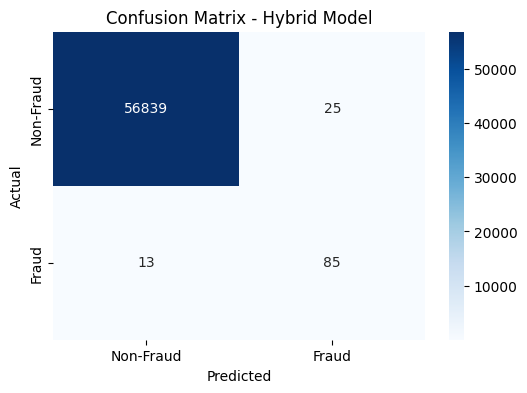 Confusion Matrix - Hybrid Model
Actual
Non-Fraud
56839
25
Fraud
13
85
Non-Fraud
Fraud
Predicted
50000
40000
30000
20000
10000